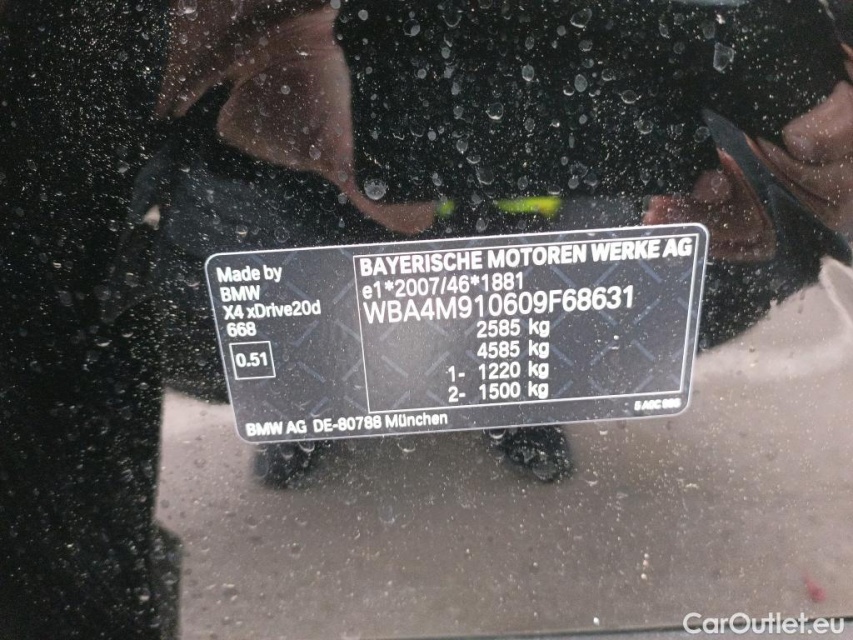 Made by
BMW
X4 xDrive20d
668
0.51
BAYERISCHE MOTOREN WERKE AG
e1*2007/46*1881
WBA4M910609F68631
2585 kg
4585 kg
1- 1220 kg
2- 1500 kg
BMW AG DE-80788 München
CarOutlet.eu